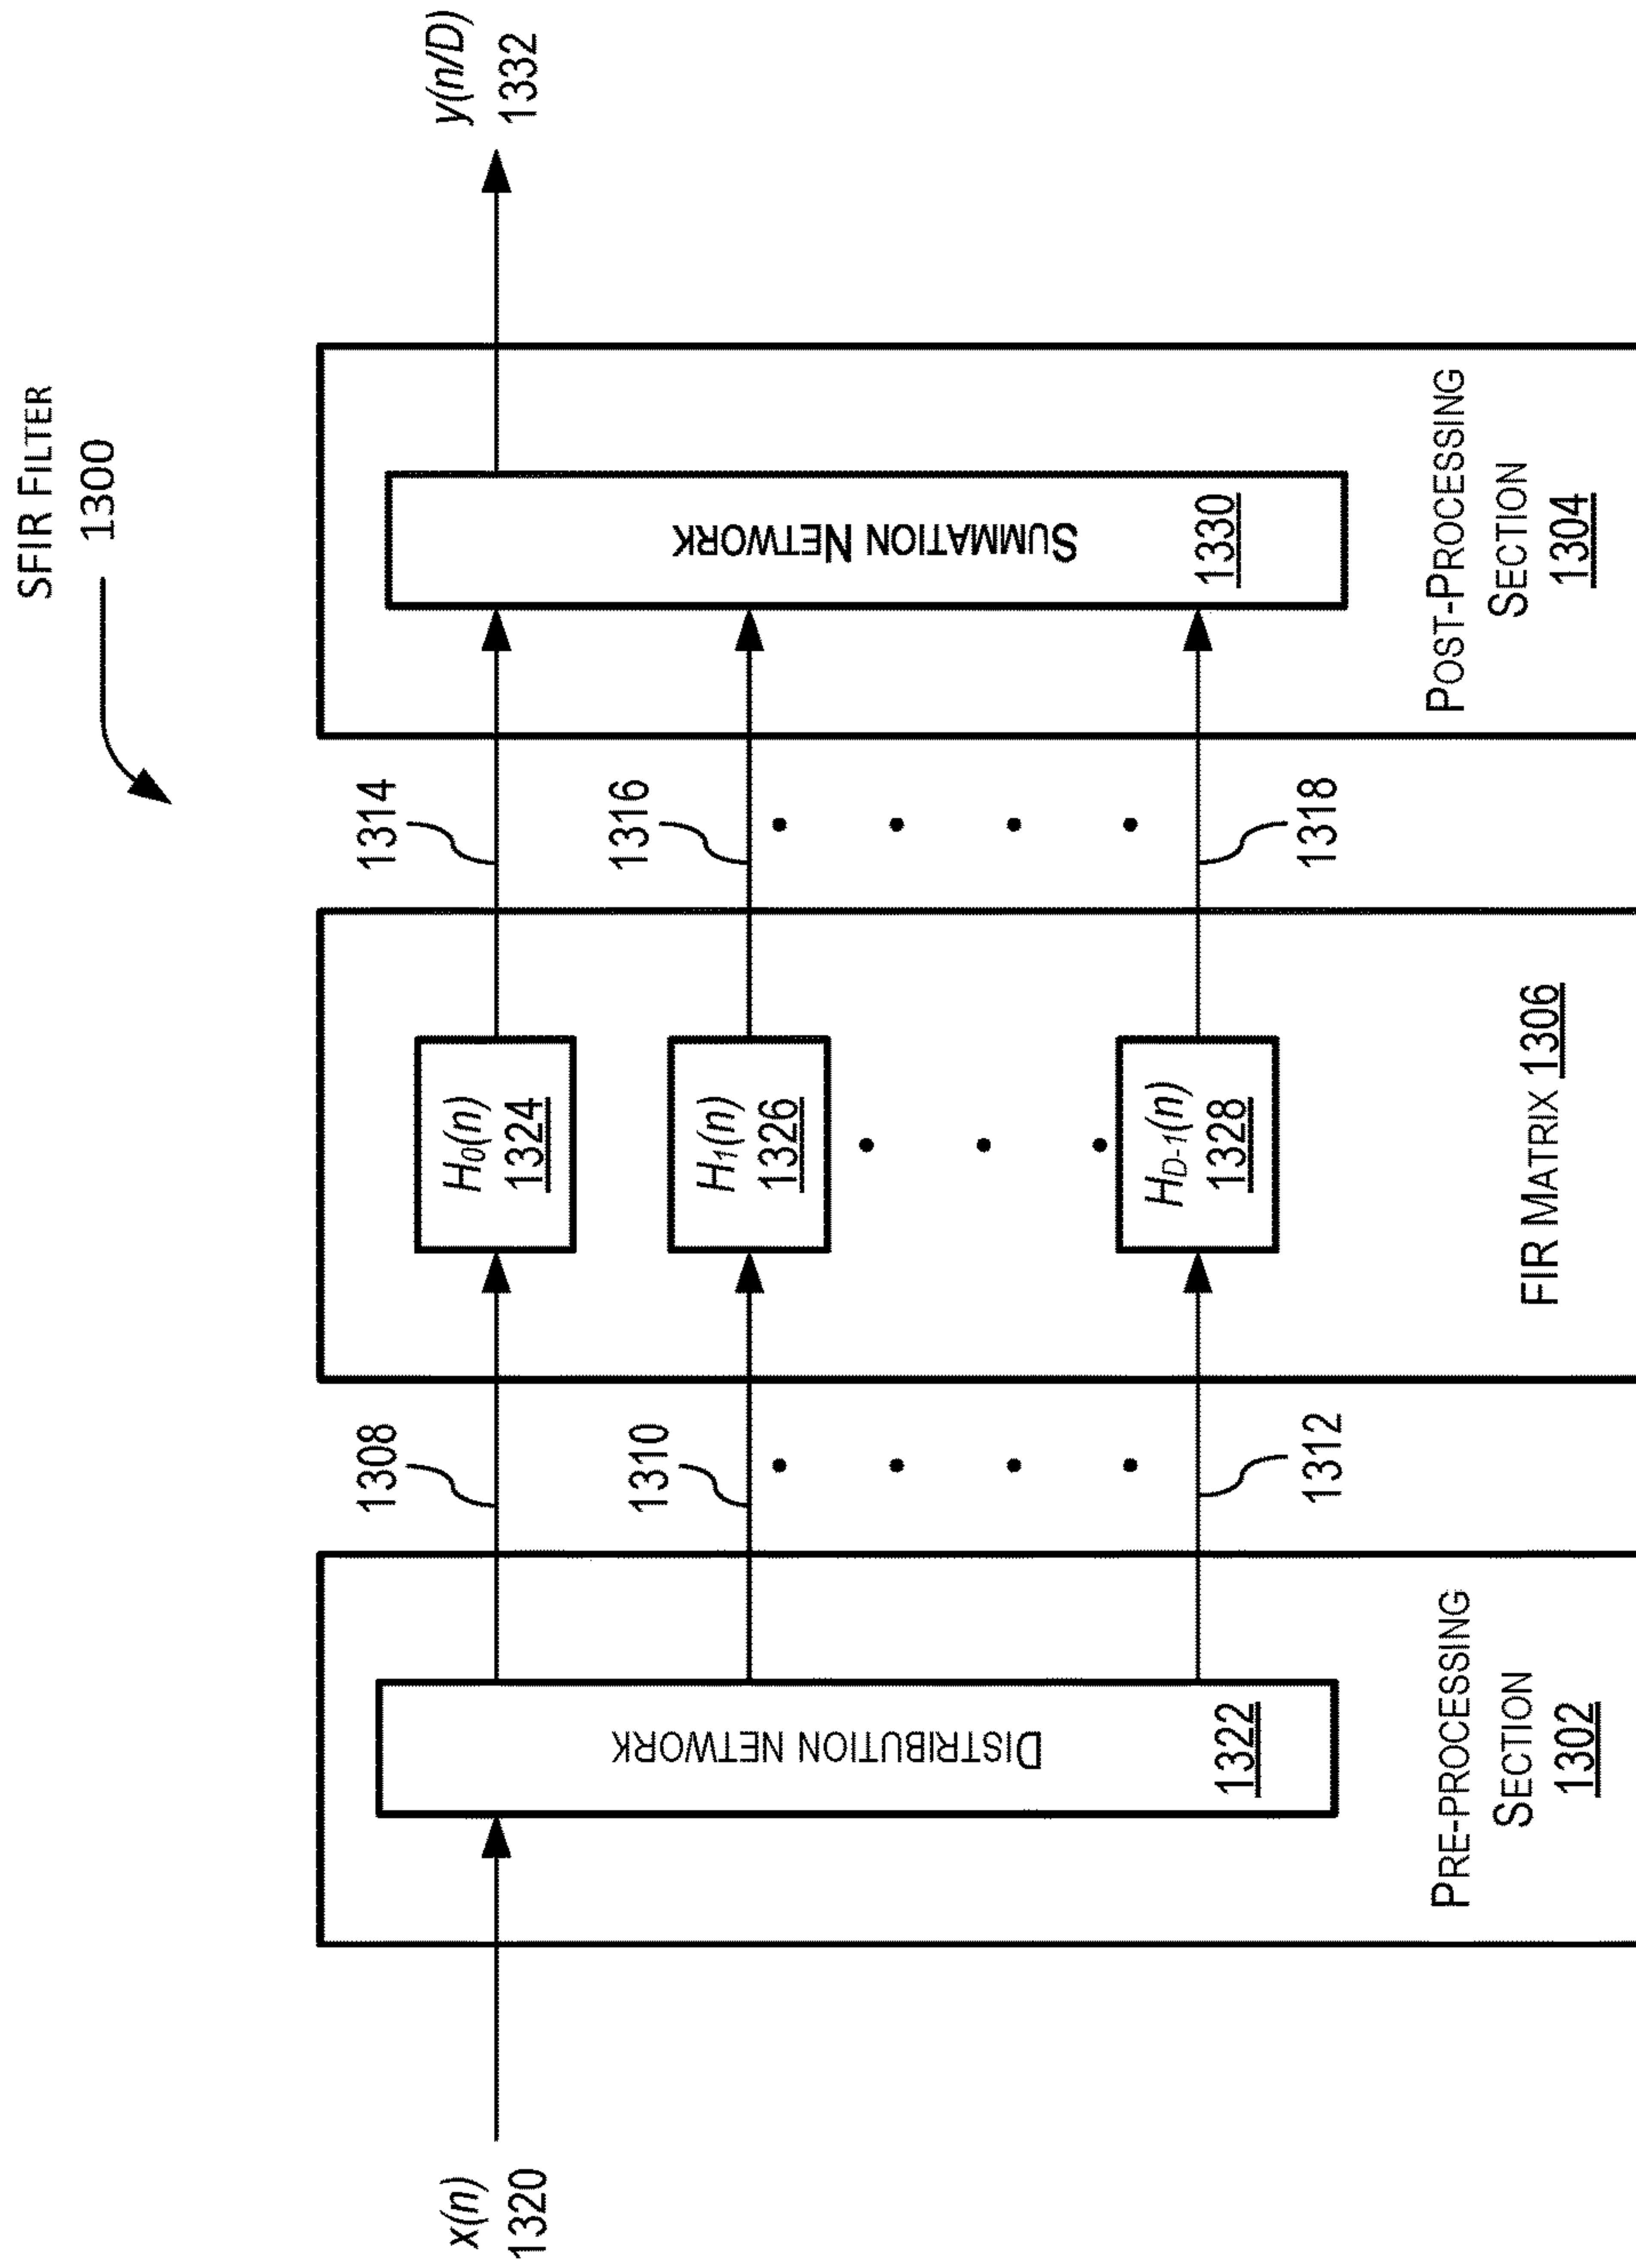 SFIR FILTER
1300
x(n)
1320
DISTRIBUTION NETWORK
1322
PRE-PROCESSING
SECTION
1302
1308
1310
1312
H0(n)
1324
H1(n)
1326
HD-1(n)
1328
FIR MATRIX 1306
1314
1316
1318
SUMMATION NETWORK
1330
POST-PROCESSING
SECTION
1304
y(n/D)
1332